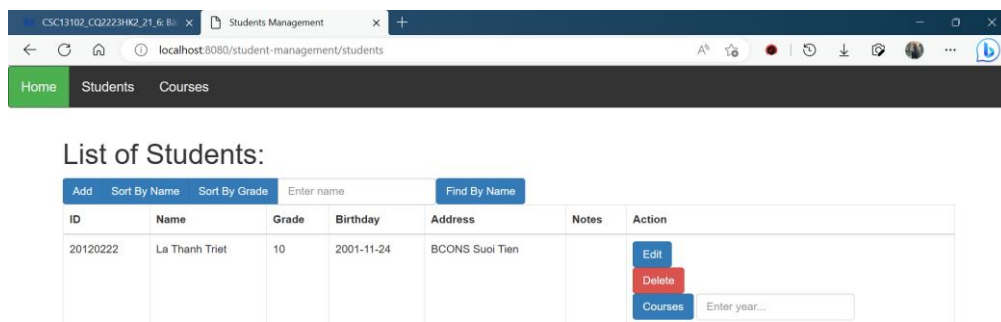 CSC13102_CQ2223HK2_21_6: Bà
Students Management
localhost:8080/student-management/students
Home Students Courses
List of Students:
Add Sort By Name Sort By Grade Enter name Find By Name
ID Name Grade Birthday Address Notes Action
20120222 La Thanh Triet 10 2001-11-24 BCONS Suoi Tien
Edit
Delete
Courses Enter year...